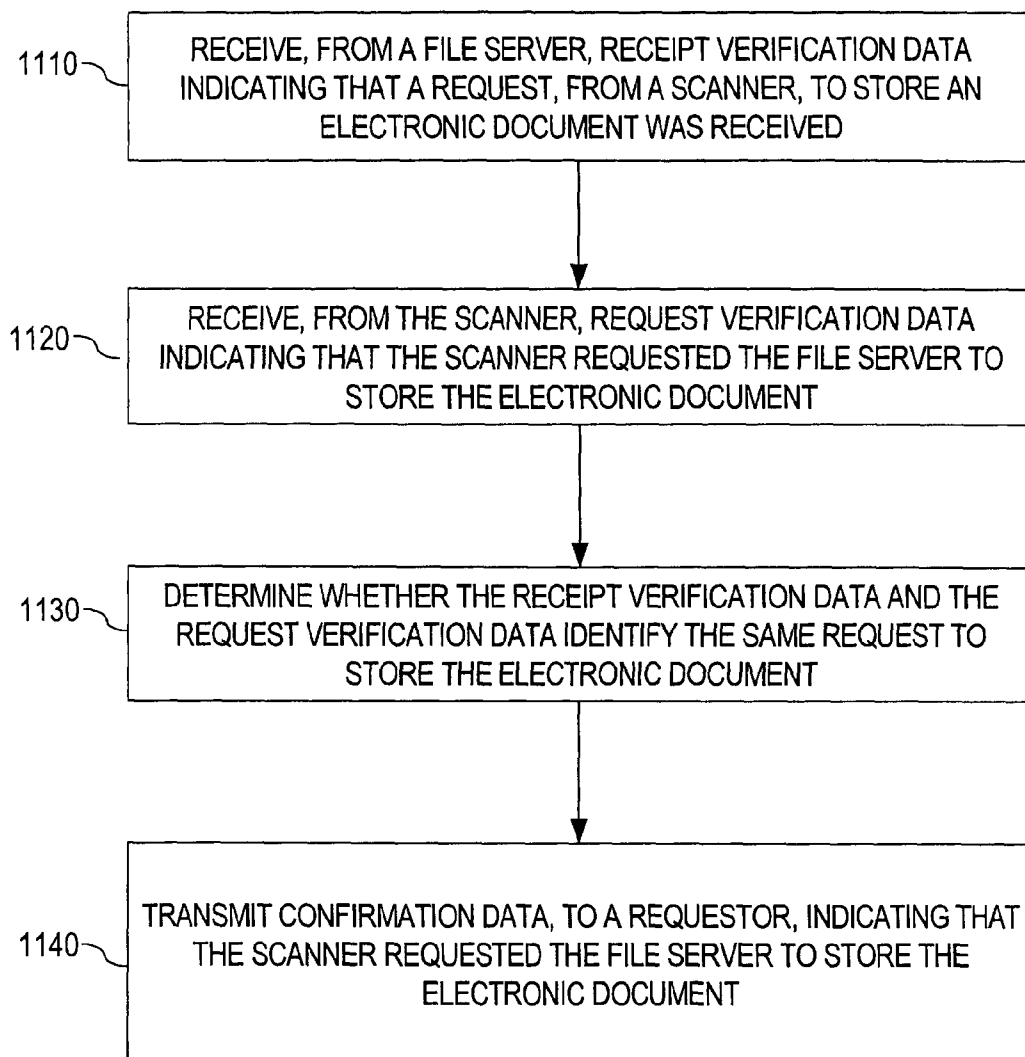 RECEIVE, FROM A FILE SERVER, RECEIPT VERIFICATION DATA
1110
INDICATING THAT A REQUEST, FROM A SCANNER, TO STORE AN
ELECTRONIC DOCUMENT WAS RECEIVED
RECEIVE, FROM THE SCANNER, REQUEST VERIFICATION DATA
1120
INDICATING THAT THE SCANNER REQUESTED THE FILE SERVER TO
STORE THE ELECTRONIC DOCUMENT
DETERMINE WHETHER THE RECEIPT VERIFICATION DATA AND THE
1130
REQUEST VERIFICATION DATA IDENTIFY THE SAME REQUEST TO
STORE THE ELECTRONIC DOCUMENT
TRANSMIT CONFIRMATION DATA, TO A REQUESTOR, INDICATING THAT
1140
THE SCANNER REQUESTED THE FILE SERVER TO STORE THE
ELECTRONIC DOCUMENT